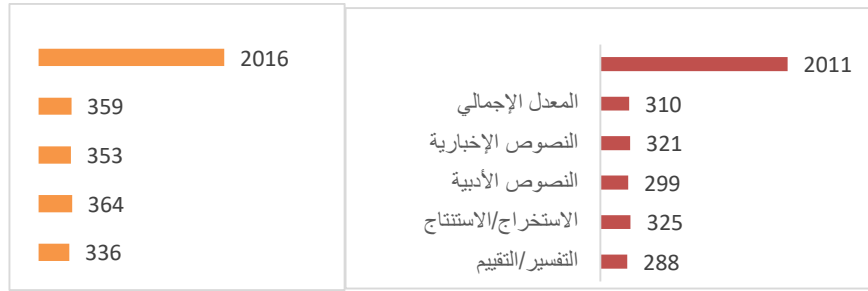 2016
359
353
364
336
2011
المعدل الإجمالي 310
النصوص الإخبارية 321
النصوص الأدبية 299
الاستخراج/الاستنتاج 325
التفسير/التقييم 288